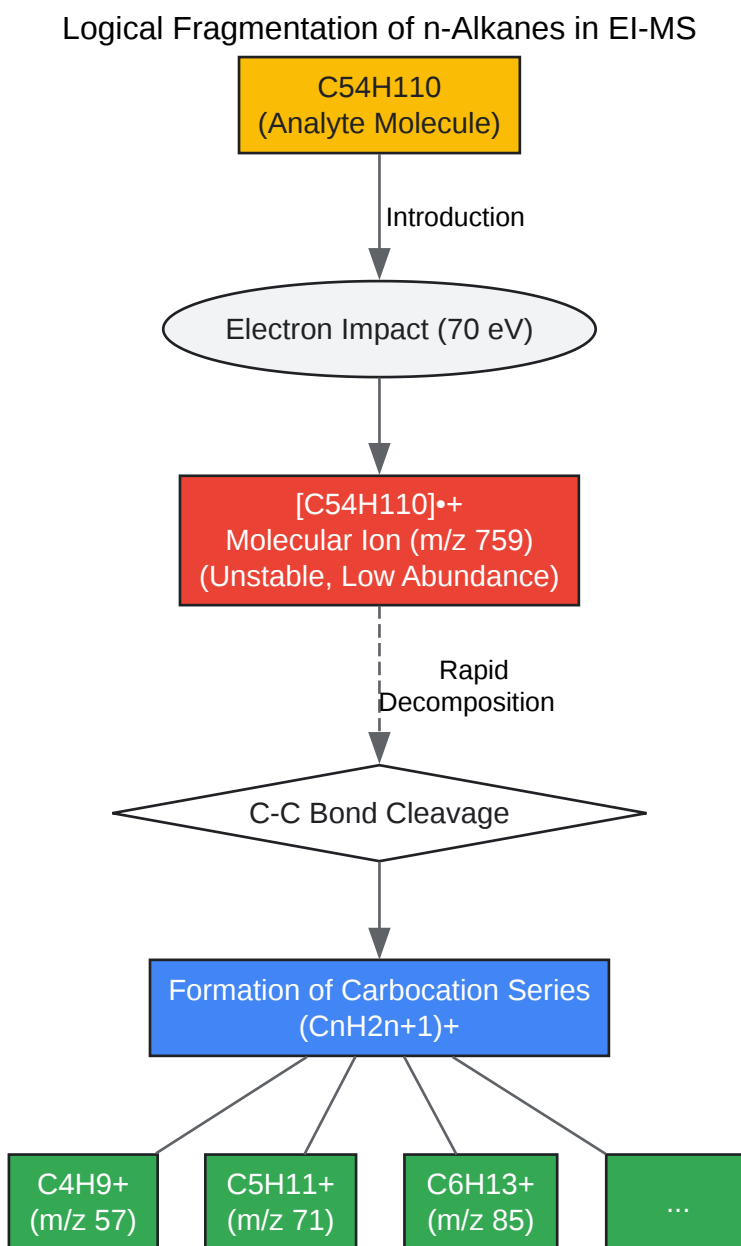 Logical Fragmentation of n-Alkanes in EI-MS
C54H110
(Analyte Molecule)
Introduction
Electron Impact (70 eV)
[C54H110]•+
Molecular Ion (m/z 759)
(Unstable, Low Abundance)
Rapid
Decomposition
C-C Bond Cleavage
Formation of Carbocation Series
(CnH2n+1)+
C4H9+
(m/z 57)
C5H11+
(m/z 71)
C6H13+
(m/z 85)
...